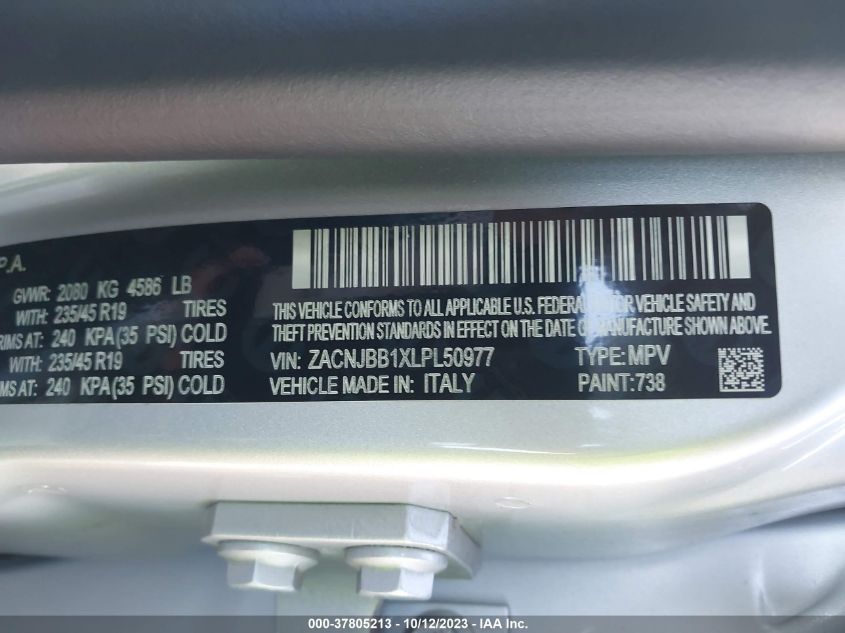 P.A.
GVWR: 2080 KG 4586 LB
WITH: 235/45 R19 TIRES
RIMS AT: 240 KPA(35 PSI) COLD
WITH: 235/45 R19 TIRES
MS AT: 240 KPA(35 PSI) COLD
THIS VEHICLE CONFORMS TO ALL APPLICABLE U.S. FEDERAL MOTOR VEHICLE SAFETY AND
THEFT PREVENTION STANDARDS IN EFFECT ON THE DATE OF MANUFACTURE SHOWN ABOVE.
VIN: ZACNJBB1XLPL50977 TYPE:MPV
VEHICLE MADE IN: ITALY PAINT:738
000-37805213 - 10/12/2023 - IAA Inc.